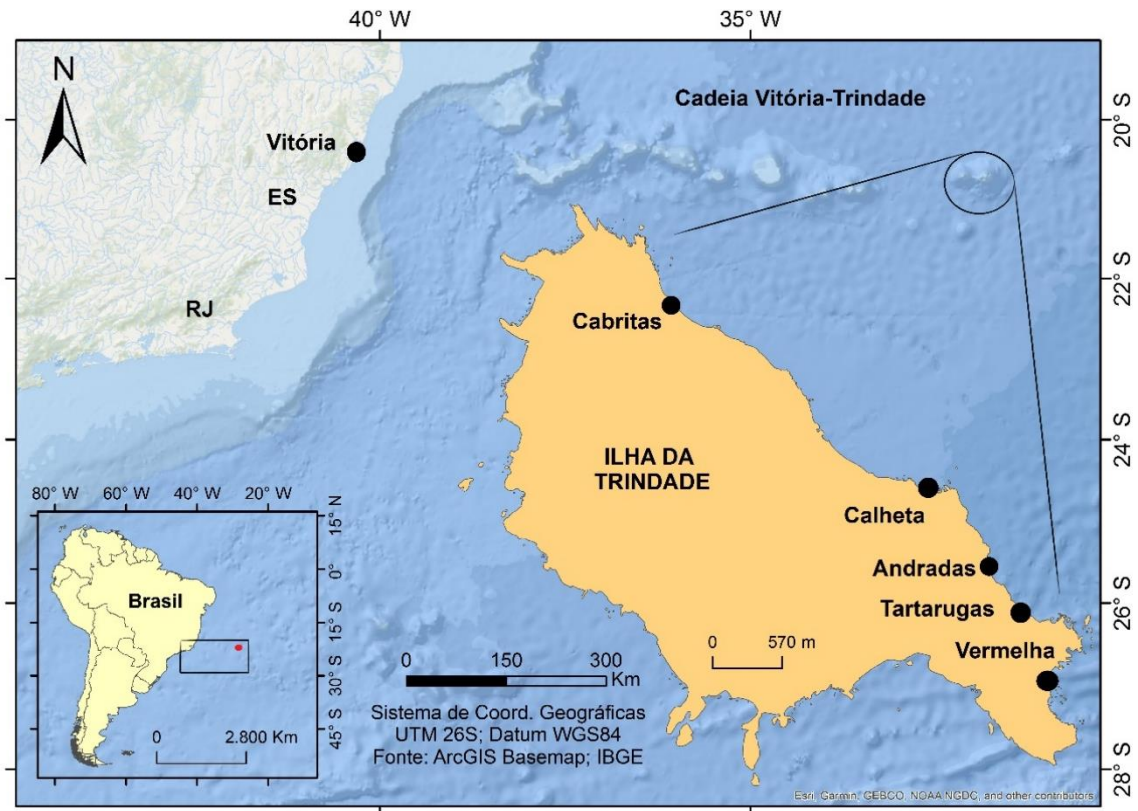 40° W
35° W
N
Cadeia Vitória-Trindade
20° S
Vitória
ES
22° S
RJ
Cabritas
24° S
ILHA DA
TRINDADE
80° W
60° W
40° W
20° W
Calheta
15° N
Andradas
0°
Brasil
Tartarugas
26° S
15° S
0
570 m
Vermelha
0
150
300
Km
30° S
Sistema de Coord. Geográficas
UTM 26S; Datum WGS84
Fonte: ArcGIS Basemap; IBGE
45° S
0
2.800 Km
28° S
Esri, Garmin, GEBCO, NOAA NGDC, and other contributors